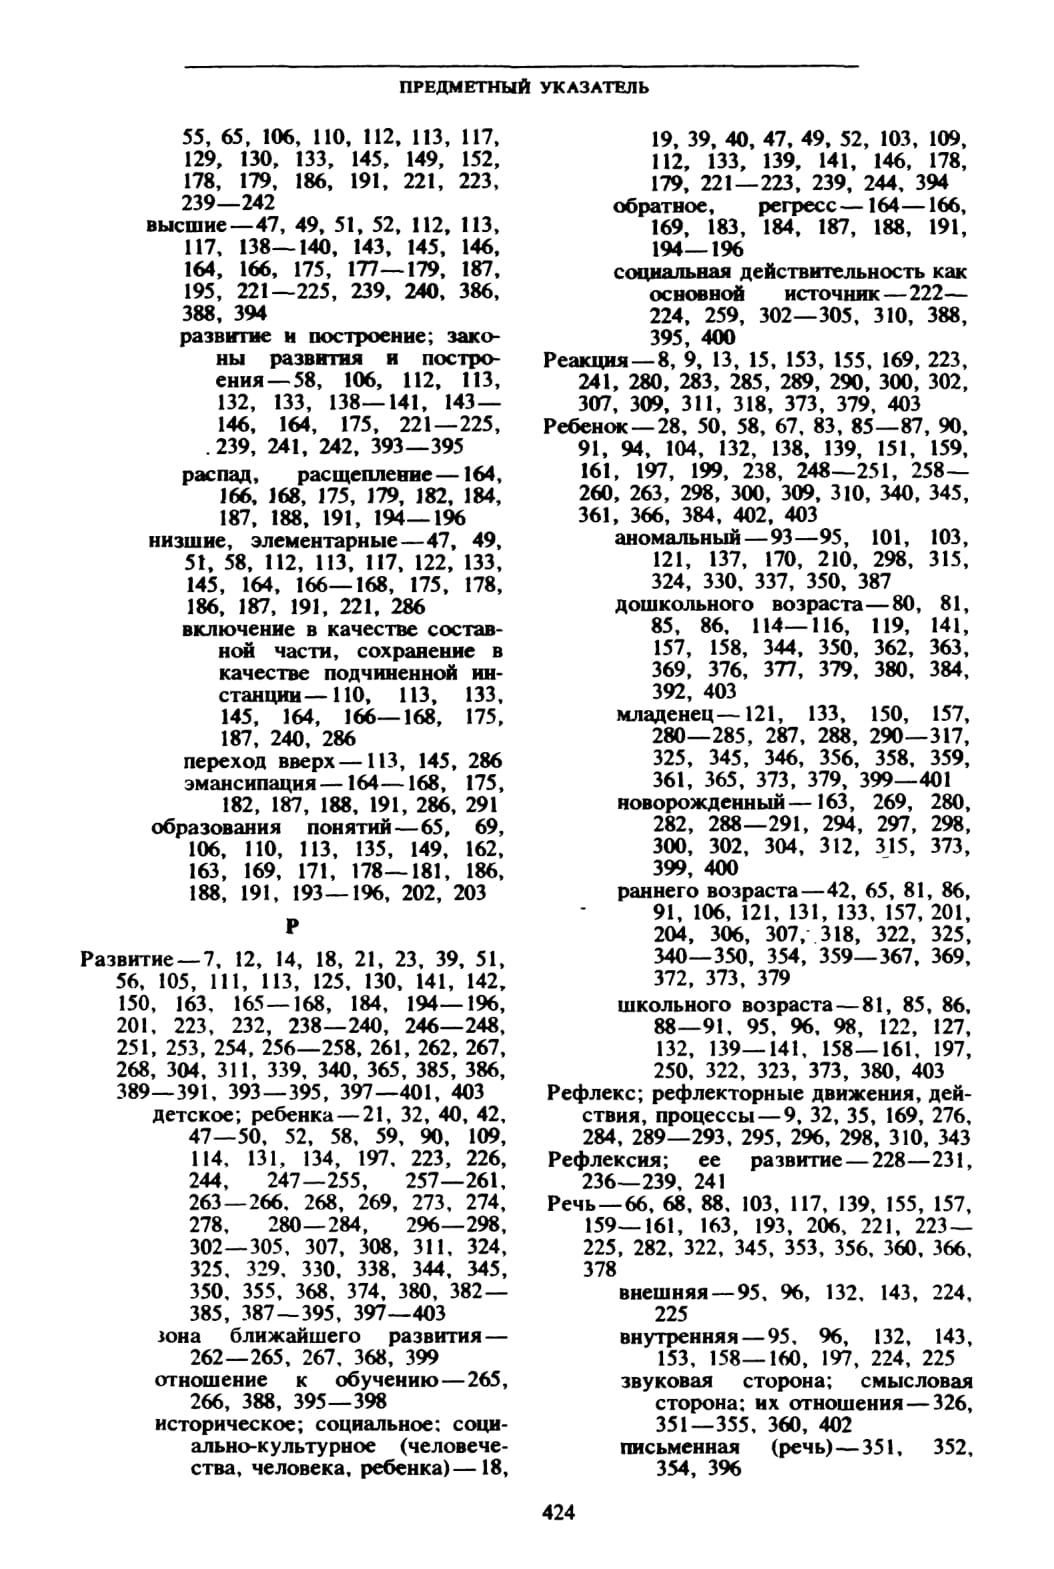 ПРЕДМЕТНЫЙ УКАЗАТЕЛЬ
55, 65, 106, 110, 112, 113, 117,
129, 130, 133, 145, 149, 152,
178, 179, 186, 191, 221, 223,
239—242
высшие—47, 49, 51, 52, 112, 113,
117, 138—140, 143, 145, 146,
164, 166, 175, 177—179, 187,
195, 221—225, 239, 240, 386,
388, 394
развитие и построение; зако-
ны развития и постро-
ения—58, 106, 112, 113,
132, 133, 138—141, 143—
146, 164, 175, 221—225,
239, 241, 242, 393—395
распад, расщепление—164,
166, 168, 175, 179, 182, 184,
187, 188, 191, 194—196
низшие, элементарные—47, 49,
51, 58, 112, 113, 117, 122, 133,
145, 164, 166—168, 175, 178,
186, 187, 191, 221, 286
включение в качестве состав-
ной части, сохранение в
качестве подчиненной ин-
станции—110, 113, 133,
145, 164, 166—168, 175,
187, 240, 286
переход вверх—113, 145, 286
эмансипация—164—168, 175,
182, 187, 188, 191, 286, 291
образования понятий—65, 69,
106, 110, 113, 135, 149, 162,
163, 169, 171, 178—181, 186,
188, 191, 193—196, 202, 203
Р
Развитие—7, 12, 14, 18, 21, 23, 39, 51,
56, 105, 111, 113, 125, 130, 141, 142,
150, 163, 165—168, 184, 194—196,
201, 223, 232, 238—240, 246—248,
251, 253, 254, 256—258, 261, 262, 267,
268, 304, 311, 339, 340, 365, 385, 386,
389—391, 393—395, 397—401, 403
детское; ребенка—21, 32, 40, 42,
47—50, 52, 58, 59, 90, 109,
114, 131, 134, 197, 223, 226,
244, 247—255, 257—261,
263—266, 268, 269, 273, 274,
278, 280—284, 296—298,
302—305, 307, 308, 311, 324,
325, 329, 330, 338, 344, 345,
350, 355, 368, 374, 380, 382—
385, 387—395, 397—403
зона ближайшего развития—
262—265, 267, 368, 399
отношение к обучению—265,
266, 388, 395—398
историческое; социальное; соци-
ально-культурное (человече-
ства, человека, ребенка)—18,
19, 39, 40, 47, 49, 52, 103, 109,
112, 133, 139, 141, 146, 178,
179, 221—223, 239, 244, 394
обратное, регресс—164—166,
169, 183, 184, 187, 188, 191,
194—196
социальная действительность как
основной источник—222—
224, 259, 302—305, 310, 388,
395, 400
Реакция—8, 9, 13, 15, 153, 155, 169, 223,
241, 280, 283, 285, 289, 290, 300, 302,
307, 309, 311, 318, 373, 379, 403
Ребенок—28, 50, 58, 67, 83, 85—87, 90,
91, 94, 104, 132, 138, 139, 151, 159,
161, 197, 199, 238, 248—251, 258—
260, 263, 298, 300, 309, 310, 340, 345,
361, 366, 384, 402, 403
аномальный—93—95, 101, 103,
121, 137, 170, 210, 298, 315,
324, 330, 337, 350, 387
дошкольного возраста—80, 81,
85, 86, 114—116, 119, 141,
157, 158, 344, 350, 362, 363,
369, 376, 377, 379, 380, 384,
392, 403
младенец—121, 133, 150, 157,
280—285, 287, 288, 290—317,
325, 345, 346, 356, 358, 359,
361, 365, 373, 379, 399—401
новорожденный—163, 269, 280,
282, 288—291, 294, 297, 298,
300, 302, 304, 312, 315, 373,
399, 400
раннего возраста—42, 65, 81, 86,
91, 106, 121, 131, 133, 157, 201,
204, 306, 307, 318, 322, 325,
340—350, 354, 359—367, 369,
372, 373, 379
школьного возраста—81, 85, 86,
88—91, 95, 96, 98, 122, 127,
132, 139—141, 158—161, 197,
250, 322, 323, 373, 380, 403
Рефлекс; рефлекторные движения, дей-
ствия, процессы—9, 32, 35, 169, 276,
284, 289—293, 295, 296, 298, 310, 343
Рефлексия; ее развитие—228—231,
236—239, 241
Речь—66, 68, 88, 103, 117, 139, 155, 157,
159—161, 163, 193, 206, 221, 223—
225, 282, 322, 345, 353, 356, 360, 366,
378
внешняя—95, 96, 132, 143, 224,
225
внутренняя—95, 96, 132, 143,
153, 158—160, 197, 224, 225
звуковая сторона; смысловая
сторона; их отношения—326,
351—355, 360, 402
письменная (речь)—351, 352,
354, 396
424